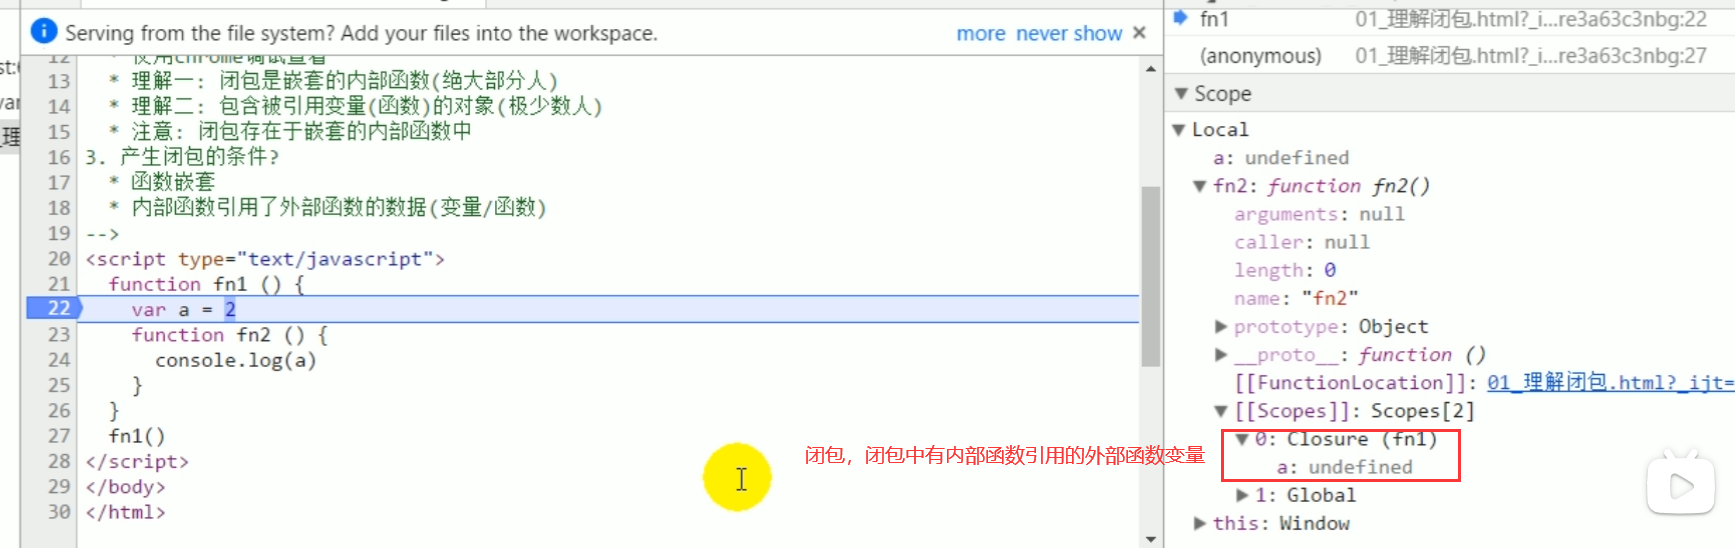 Serving from the file system? Add your files into the workspace.
more never show ×
12 * 使用chrome调试查看
13 * 理解一: 闭包是嵌套的内部函数(绝大部分人)
14 * 理解二: 包含被引用变量(函数)的对象(极少数人)
15 * 注意: 闭包存在于嵌套的内部函数中
16 3. 产生闭包的条件?
17 * 函数嵌套
18 * 内部函数引用了外部函数的数据(变量/函数)
19 -->
20 <script type="text/javascript">
21 function fn1 () {
22 var a = 2
23 function fn2 () {
24 console.log(a)
25 }
26 }
27 fn1()
28 </script>
29 </body>
30 </html>
闭包，闭包中有内部函数引用的外部函数变量
fn1 01_理解闭包.html?_i…re3a63c3nbg:22
(anonymous) 01_理解闭包.html?_i…re3a63c3nbg:27
▼ Scope
▼ Local
a: undefined
▼ fn2: function fn2()
arguments: null
caller: null
length: 0
name: "fn2"
▶ prototype: Object
▶ __proto__: function ()
[[FunctionLocation]]: 01_理解闭包.html?_ijt=
▼ [[Scopes]]: Scopes[2]
▼ 0: Closure (fn1)
a: undefined
▶ 1: Global
▶ this: Window